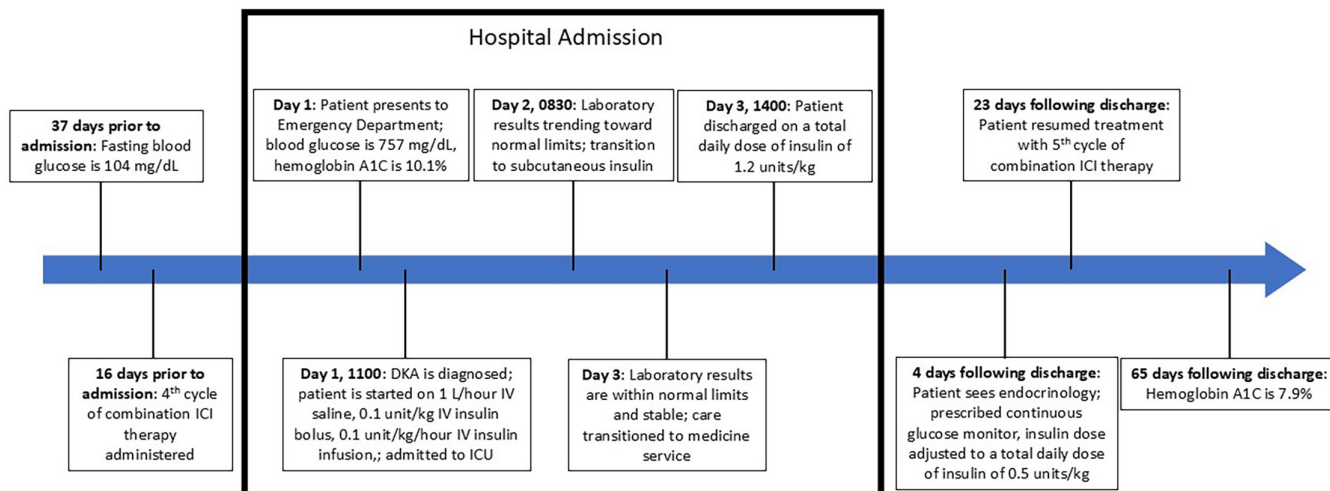 Hospital Admission
37 days prior to
admission: Fasting blood
glucose is 104 mg/dL
Day 1: Patient presents to
Emergency Department;
blood glucose is 757 mg/dL,
hemoglobin A1C is 10.1%
Day 2, 0830: Laboratory
results trending toward
normal limits; transition
to subcutaneous insulin
Day 3, 1400: Patient
discharged on a total
daily dose of insulin of
1.2 units/kg
23 days following discharge:
Patient resumed treatment
with 5th cycle of
combination ICI therapy
16 days prior to
admission: 4th cycle
of combination ICI
therapy
administered
Day 1, 1100: DKA is diagnosed;
patient is started on 1 L/hour IV
saline, 0.1 unit/kg IV insulin
bolus, 0.1 unit/kg/hour IV insulin
infusion,; admitted to ICU
Day 3: Laboratory results
are within normal limits
and stable; care
transitioned to medicine
service
4 days following discharge:
Patient sees endocrinology;
prescribed continuous
glucose monitor, insulin dose
adjusted to a total daily dose
of insulin of 0.5 units/kg
65 days following discharge:
Hemoglobin A1C is 7.9%